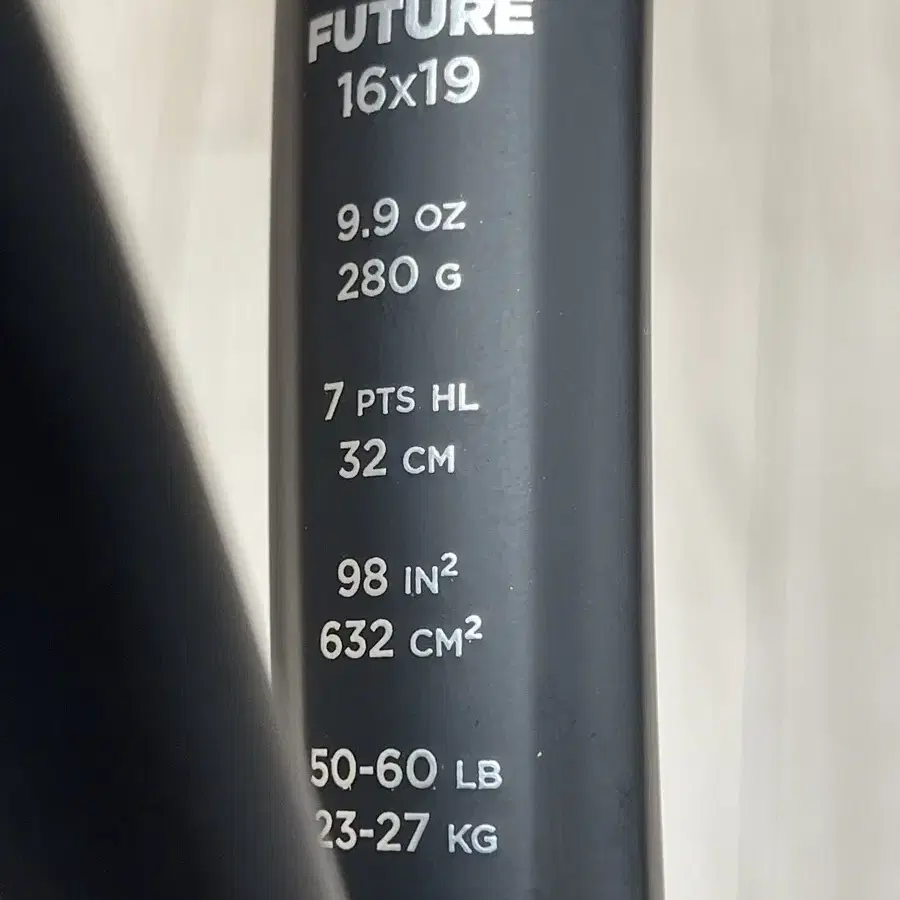 FUTURE
16x19
9.9 OZ
280 G
7 PTS HL
32 CM
98 IN²
632 CM²
50-60 LB
23-27 KG